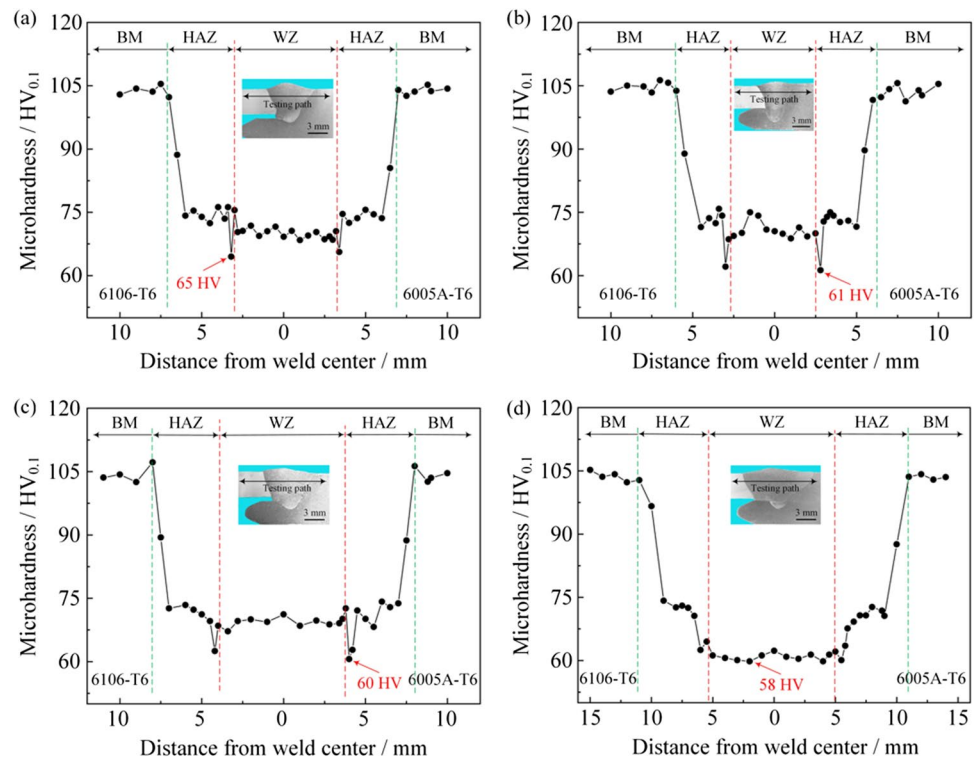 (a)
120
105
90
75
60
Microhardness / HV0.1
BM HAZ WZ HAZ BM
Testing path
3 mm
65 HV
6106-T6 6005A-T6
10 5 0 5 10
Distance from weld center / mm
(b)
120
105
90
75
60
Microhardness / HV0.1
BM HAZ WZ HAZ BM
Testing path
3 mm
61 HV
6106-T6 6005A-T6
10 5 0 5 10
Distance from weld center / mm
(c)
120
105
90
75
60
Microhardness / HV0.1
BM HAZ WZ HAZ BM
Testing path
3 mm
60 HV
6106-T6 6005A-T6
10 5 0 5 10
Distance from weld center / mm
(d)
120
105
90
75
60
Microhardness / HV0.1
BM HAZ WZ HAZ BM
Testing path
3 mm
58 HV
6106-T6 6005A-T6
15 10 5 0 5 10 15
Distance from weld center / mm